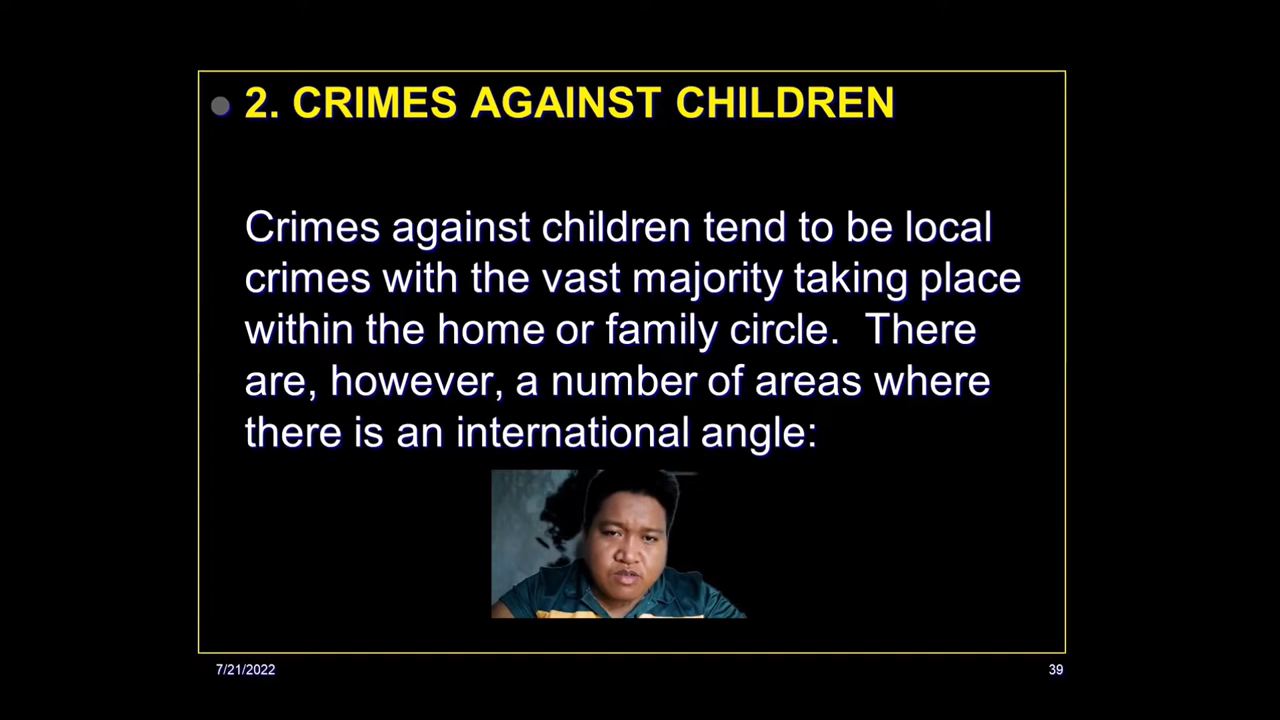 2. CRIMES AGAINST CHILDREN
Crimes against children tend to be local
crimes with the vast majority taking place
within the home or family circle.  There
are, however, a number of areas where
there is an international angle:
7/21/2022
39